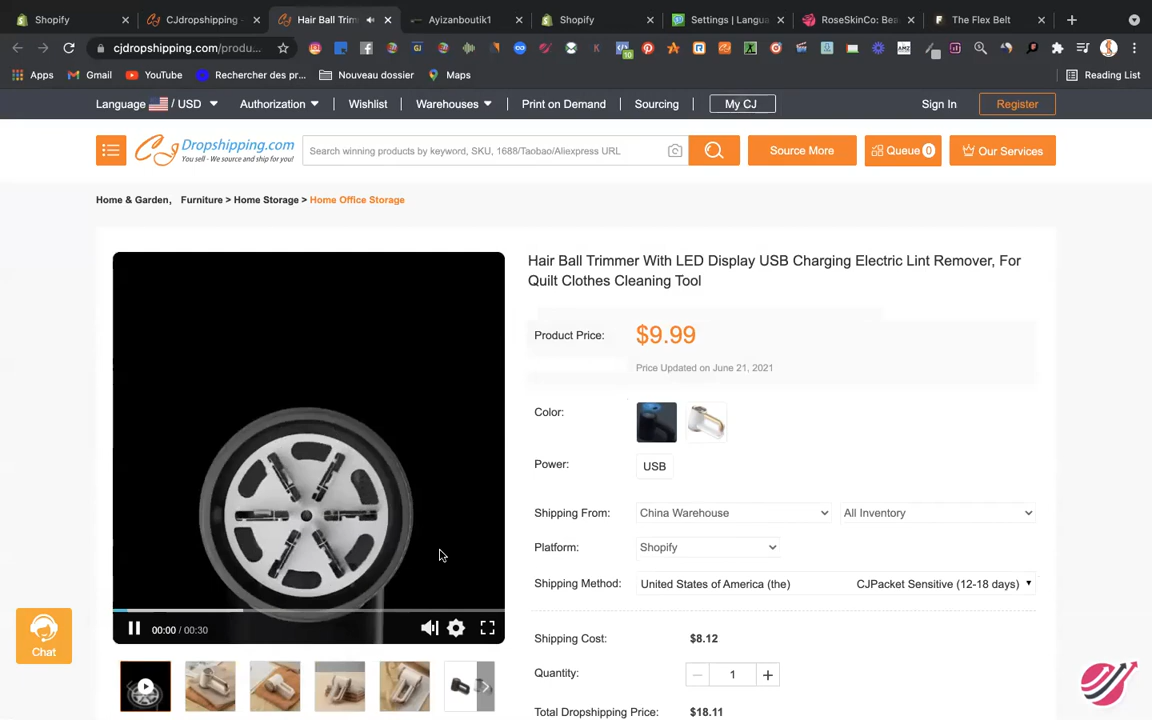 Shopify
CJdropshipping -
Hair Ball Trimm
Ayizanboutik1
Shopify
Settings | Langua
RoseSkinCo: Bea
The Flex Belt
cjdropshipping.com/produ...
Apps
Gmail
YouTube
Rechercher des pr...
Nouveau dossier
Maps
Reading List
Language / USD
Authorization
Wishlist
Warehouses
Print on Demand
Sourcing
My CJ
Sign In
Register
CJ Dropshipping.com
You sell - We source and ship for you!
Search winning products by keyword, SKU, 1688/Taobao/Aliexpress URL
Source More
Queue 0
Our Services
Home & Garden, Furniture > Home Storage > Home Office Storage
Hair Ball Trimmer With LED Display USB Charging Electric Lint Remover, For
Quilt Clothes Cleaning Tool
Product Price: $9.99
Price Updated on June 21, 2021
Color:
Power: USB
Shipping From: China Warehouse All Inventory
Platform: Shopify
Shipping Method: United States of America (the) CJPacket Sensitive (12-18 days)
00:00 / 00:30
Chat
Shipping Cost: $8.12
Quantity: 1
Total Dropshipping Price: $18.11